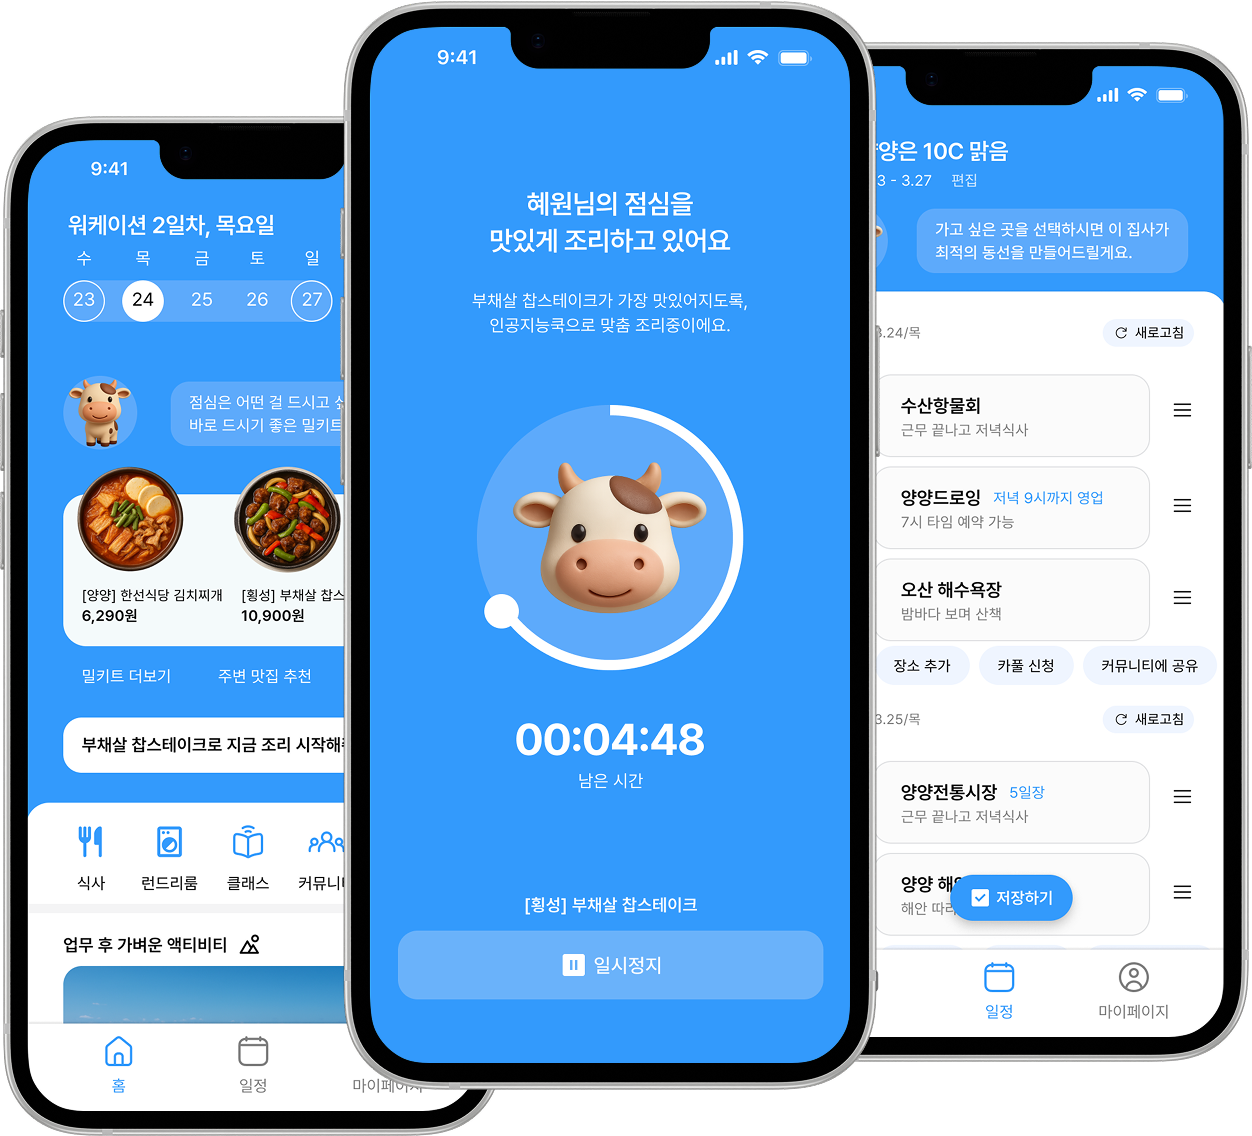 9:41
워케이션 2일차, 목요일
수 목 금 토 일
23 24 25 26 27
점심은 어떤 걸 드시고
바로 드시기 좋은 밀키트
[양양] 한선식당 김치찌개
6,290원
[횡성] 부채살 찹스
10,900원
밀키트 더보기
주변 맛집 추천
부채살 찹스테이크로 지금 조리 시작해
식사
런드리룸
클래스
커뮤니
업무 후 가벼운 액티비티
홈
일정
마이페이지
9:41
혜원님의 점심을
맛있게 조리하고 있어요
부채살 찹스테이크가 가장 맛있어지도록,
인공지능쿡으로 맞춤 조리중이에요.
00:04:48
남은 시간
[횡성] 부채살 찹스테이크
일시정지
양은 10C 맑음
3 - 3.27 편집
가고 싶은 곳을 선택하시면 이 집사가
최적의 동선을 만들어드릴게요.
3.24/목
새로고침
수산항물회
근무 끝나고 저녁식사
양양드로잉 저녁 9시까지 영업
7시 타임 예약 가능
오산 해수욕장
밤바다 보며 산책
장소 추가
카풀 신청
커뮤니티에 공유
3.25/목
새로고침
양양전통시장 5일장
근무 끝나고 저녁식사
양양 해
해안 따라
저장하기
일정
마이페이지